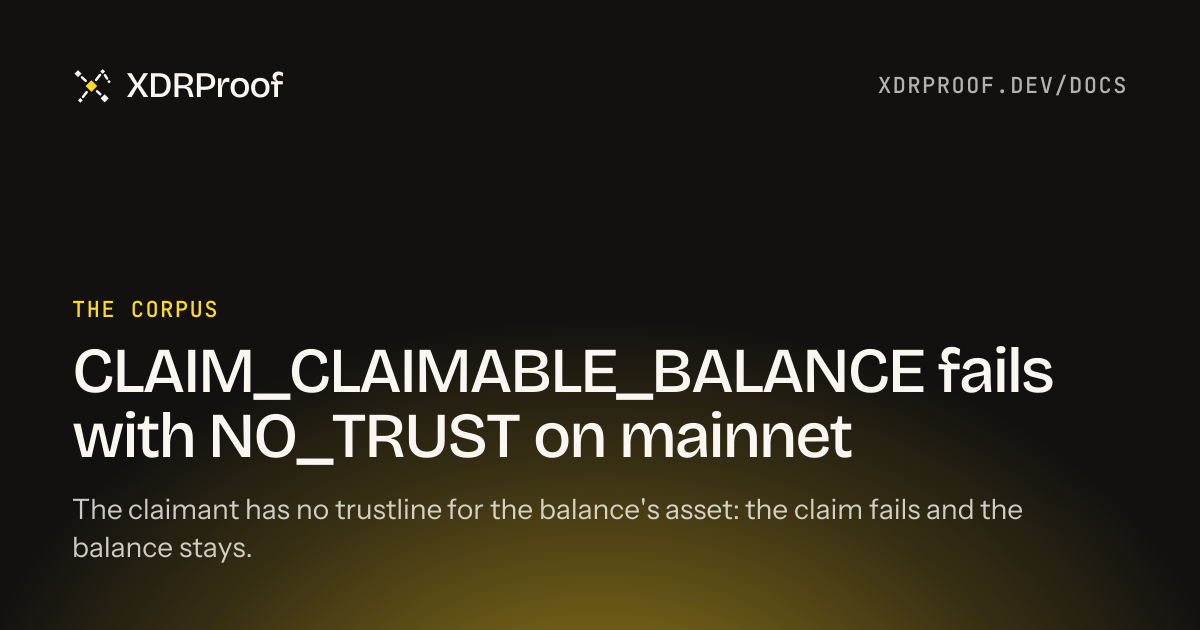 XDRProof
XDRPROOF.DEV/DOCS
THE CORPUS
CLAIM_CLAIMABLE_BALANCE fails
with NO_TRUST on mainnet
The claimant has no trustline for the balance's asset: the claim fails and the
balance stays.